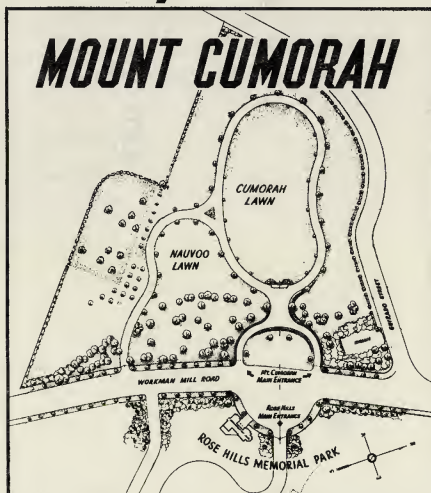 MOUNT CUMORAH
CUMORAH
LAWN
NAUVOO
LAWN
WORKMAN MILL ROAD
MT. CUMORAH
MAIN ENTRANCE
ROSE HILLS
MAIN ENTRANCE
ROSE HILLS MEMORIAL PARK